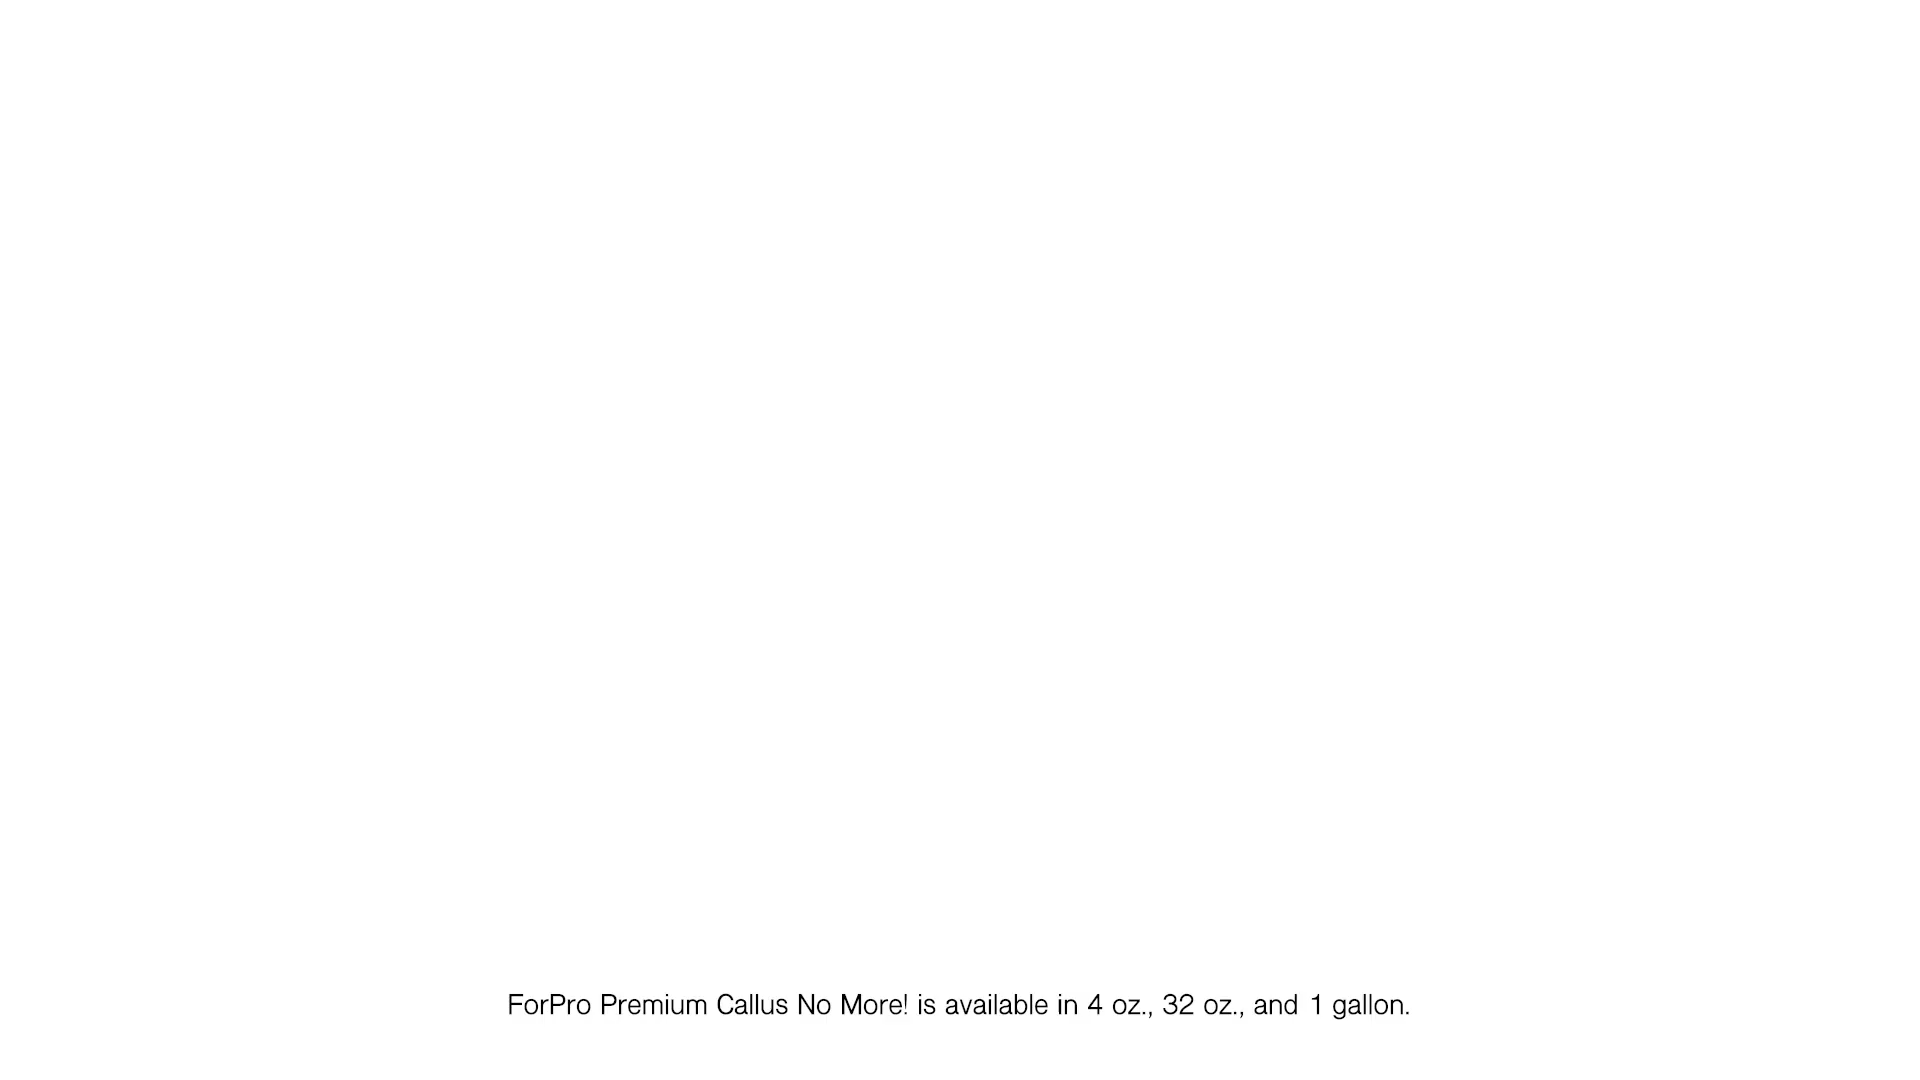 ForPro Premium Callus No More! is available in 4 oz., 32 oz., and 1 gallon.